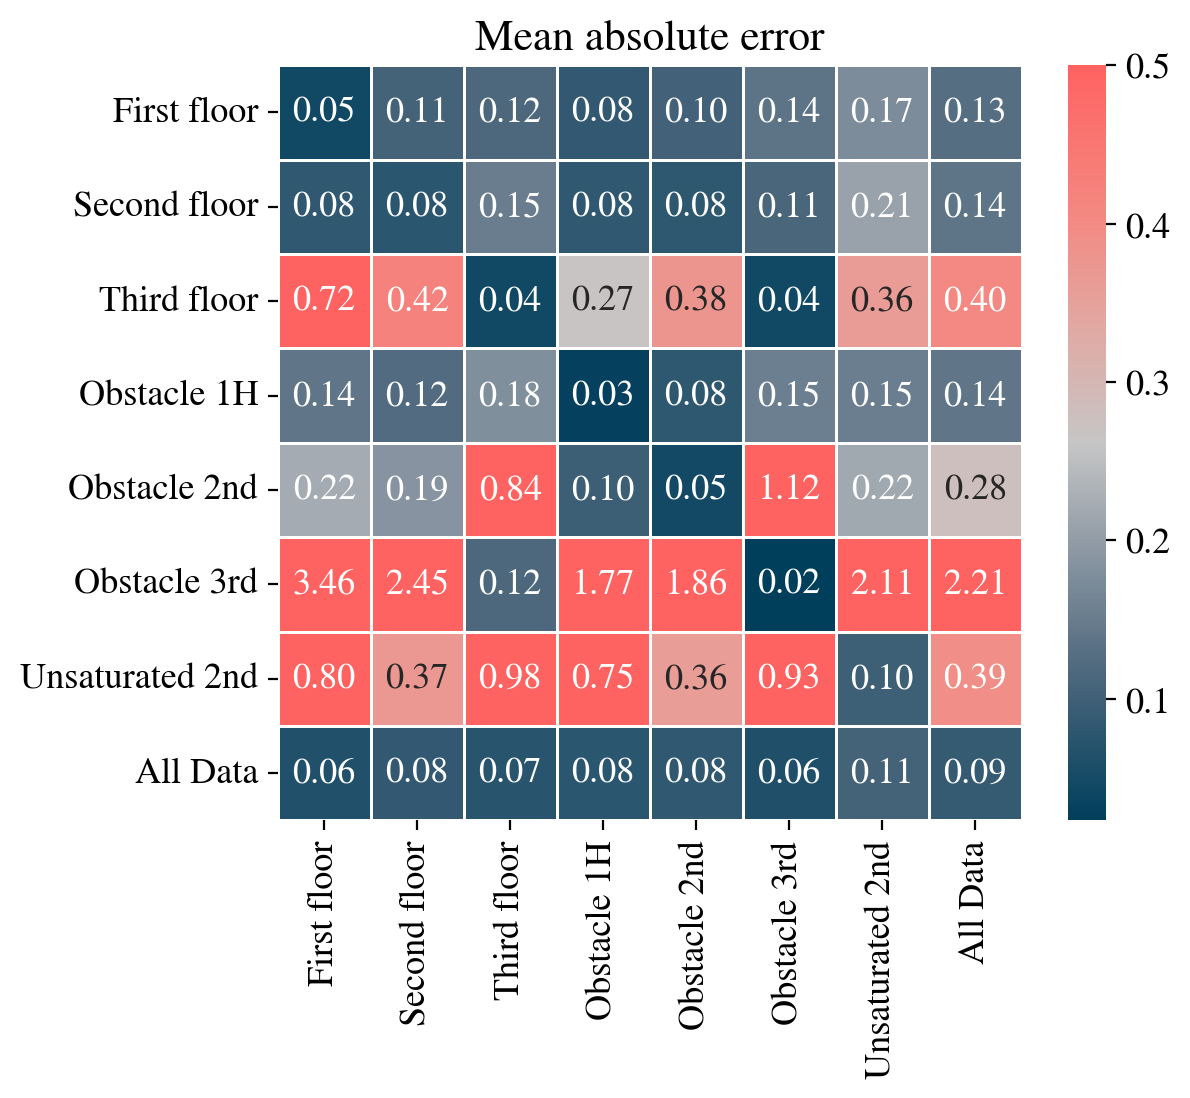 Mean absolute error
First floor 0.05 0.11 0.12 0.08 0.10 0.14 0.17 0.13
Second floor 0.08 0.08 0.15 0.08 0.08 0.11 0.21 0.14
Third floor 0.72 0.42 0.04 0.27 0.38 0.04 0.36 0.40
Obstacle 1H 0.14 0.12 0.18 0.03 0.08 0.15 0.15 0.14
Obstacle 2nd 0.22 0.19 0.84 0.10 0.05 1.12 0.22 0.28
Obstacle 3rd 3.46 2.45 0.12 1.77 1.86 0.02 2.11 2.21
Unsaturated 2nd 0.80 0.37 0.98 0.75 0.36 0.93 0.10 0.39
All Data 0.06 0.08 0.07 0.08 0.08 0.06 0.11 0.09
First floor
Second floor
Third floor
Obstacle 1H
Obstacle 2nd
Obstacle 3rd
Unsaturated 2nd
All Data
0.5
0.4
0.3
0.2
0.1